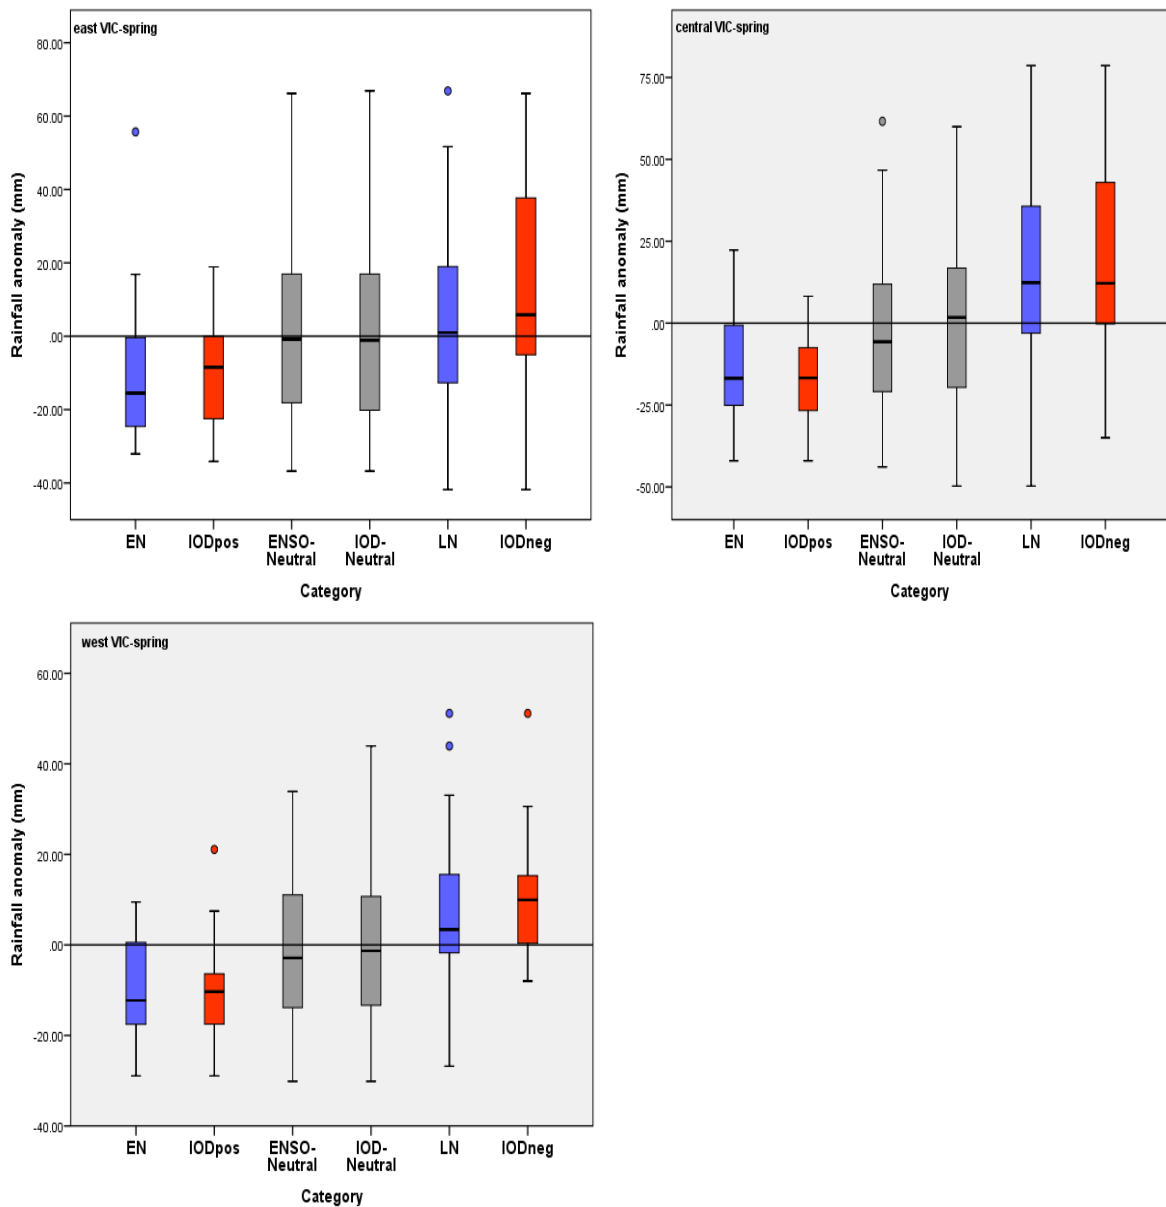 east VIC-spring
Rainfall anomaly (mm)
80.00
60.00
40.00
20.00
.00
-20.00
-40.00
EN
IODpos
ENSO-
Neutral
IOD-
Neutral
LN
IODneg
Category
central VIC-spring
Rainfall anomaly (mm)
75.00
50.00
25.00
.00
-25.00
-50.00
EN
IODpos
ENSO-
Neutral
IOD-
Neutral
LN
IODneg
Category
west VIC-spring
Rainfall anomaly (mm)
60.00
40.00
20.00
.00
-20.00
-40.00
EN
IODpos
ENSO-
Neutral
IOD-
Neutral
LN
IODneg
Category